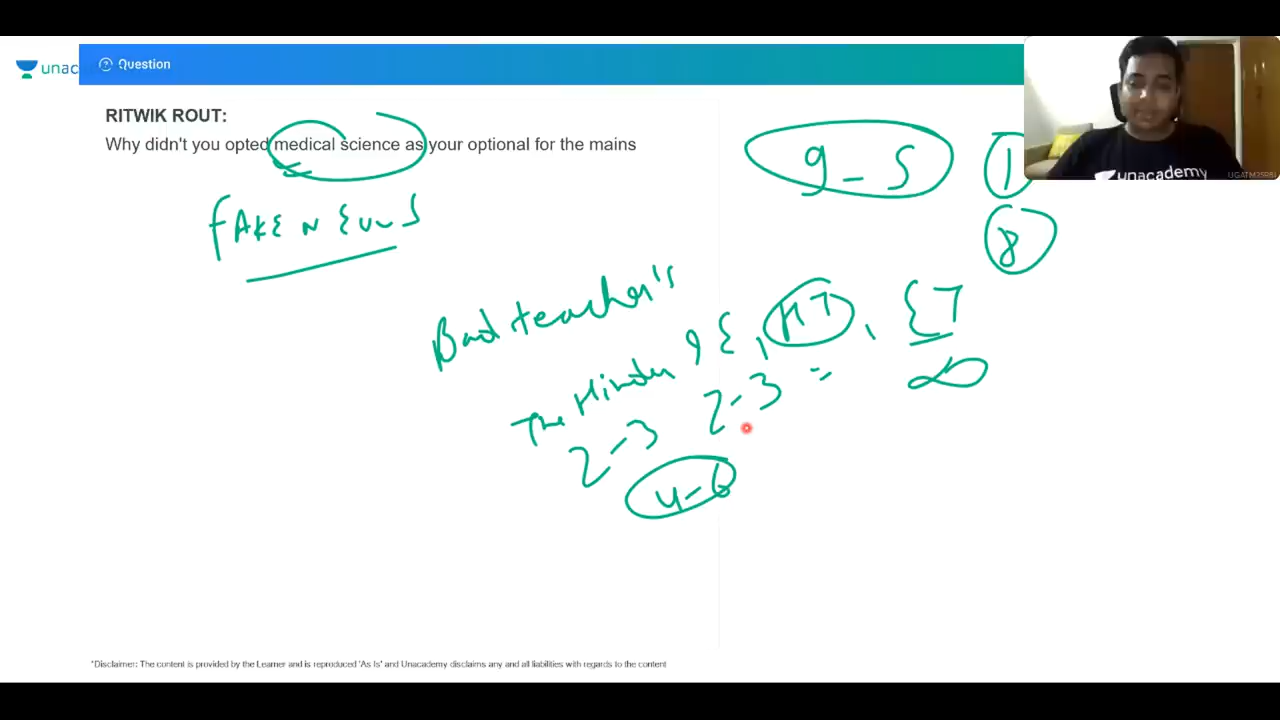 unacademy
Question
RITWIK ROUT:
Why didn't you opted medical science as your optional for the mains
9 - 5
1
8
FAKE NEWS
Bad teacher's
The Hindu, IE, HT, ET
2-3 2-3 = ∞
4-6
unacademy
*Disclaimer: The content is provided by the Learner and is reproduced 'As Is' and Unacademy disclaims any and all liabilities with regards to the content